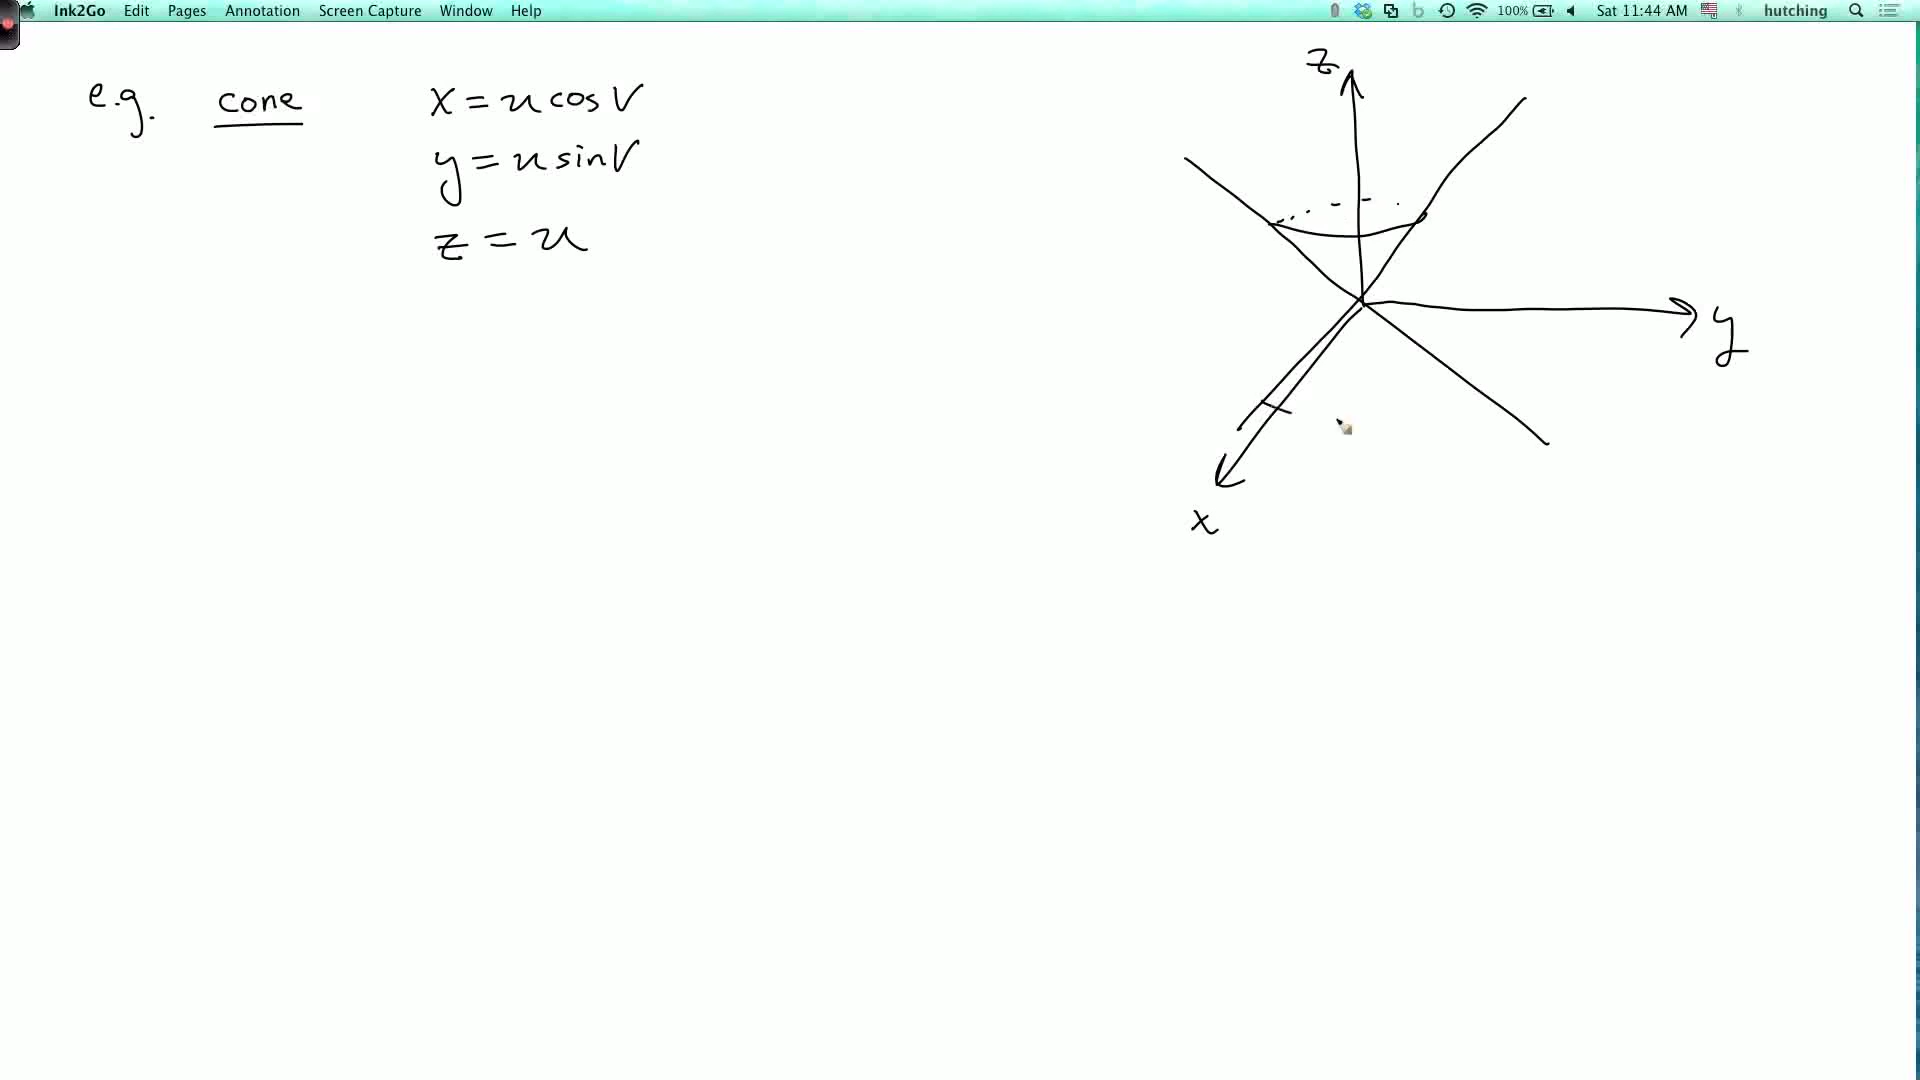 Ink2Go Edit Pages Annotation Screen Capture Window Help 100% Sat 11:44 AM hutching
e.g. cone x = u cos v
y = u sin v
z = u
z
y
x